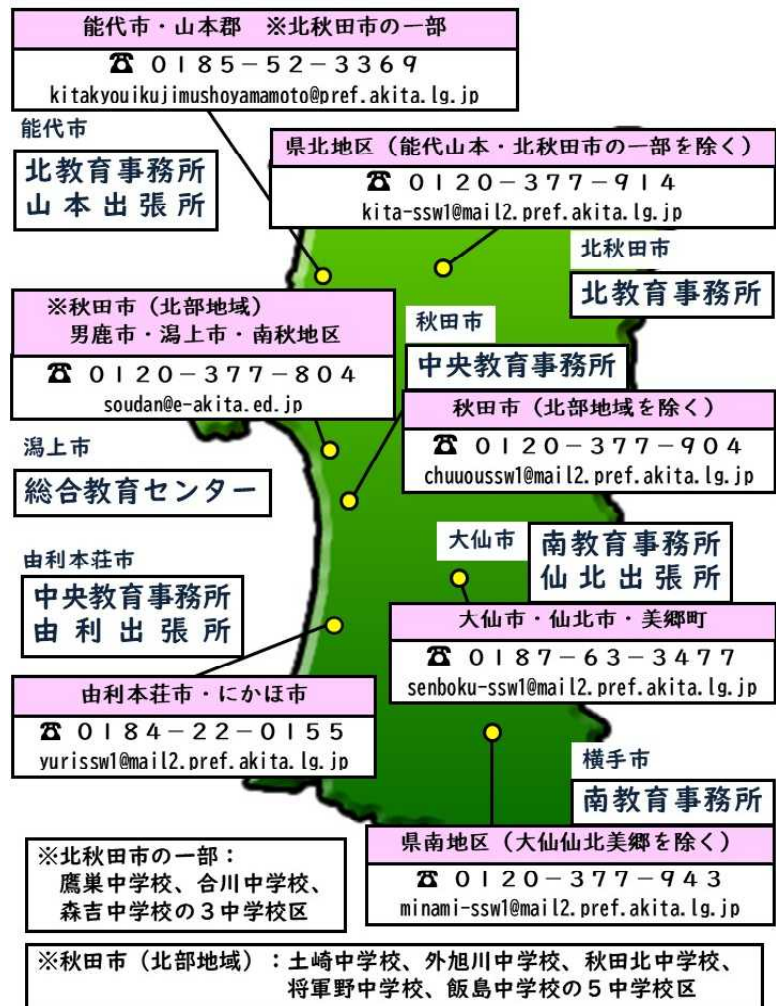 能代市・山本郡　※北秋田市の一部
☎ 0185-52-3369
kitakyouikujimushoyamamoto@pref.akita.lg.jp
能代市
北教育事務所
山本出張所
県北地区（能代山本・北秋田市の一部を除く）
☎ 0120-377-914
kita-ssw1@mail2.pref.akita.lg.jp
北秋田市
北教育事務所
※秋田市（北部地域）
男鹿市・潟上市・南秋地区
☎ 0120-377-804
soudan@e-akita.ed.jp
潟上市
総合教育センター
秋田市
中央教育事務所
秋田市（北部地域を除く）
☎ 0120-377-904
chuuoussw1@mail2.pref.akita.lg.jp
大仙市
南教育事務所
仙北出張所
大仙市・仙北市・美郷町
☎ 0187-63-3477
senboku-ssw1@mail2.pref.akita.lg.jp
由利本荘市
中央教育事務所
由利出張所
由利本荘市・にかほ市
☎ 0184-22-0155
yurissw1@mail2.pref.akita.lg.jp
横手市
南教育事務所
県南地区（大仙仙北美郷を除く）
☎ 0120-377-943
minami-ssw1@mail2.pref.akita.lg.jp
※北秋田市の一部：
鷹巣中学校、合川中学校、
森吉中学校の３中学校区
※秋田市（北部地域）：土崎中学校、外旭川中学校、秋田北中学校、
将軍野中学校、飯島中学校の５中学校区